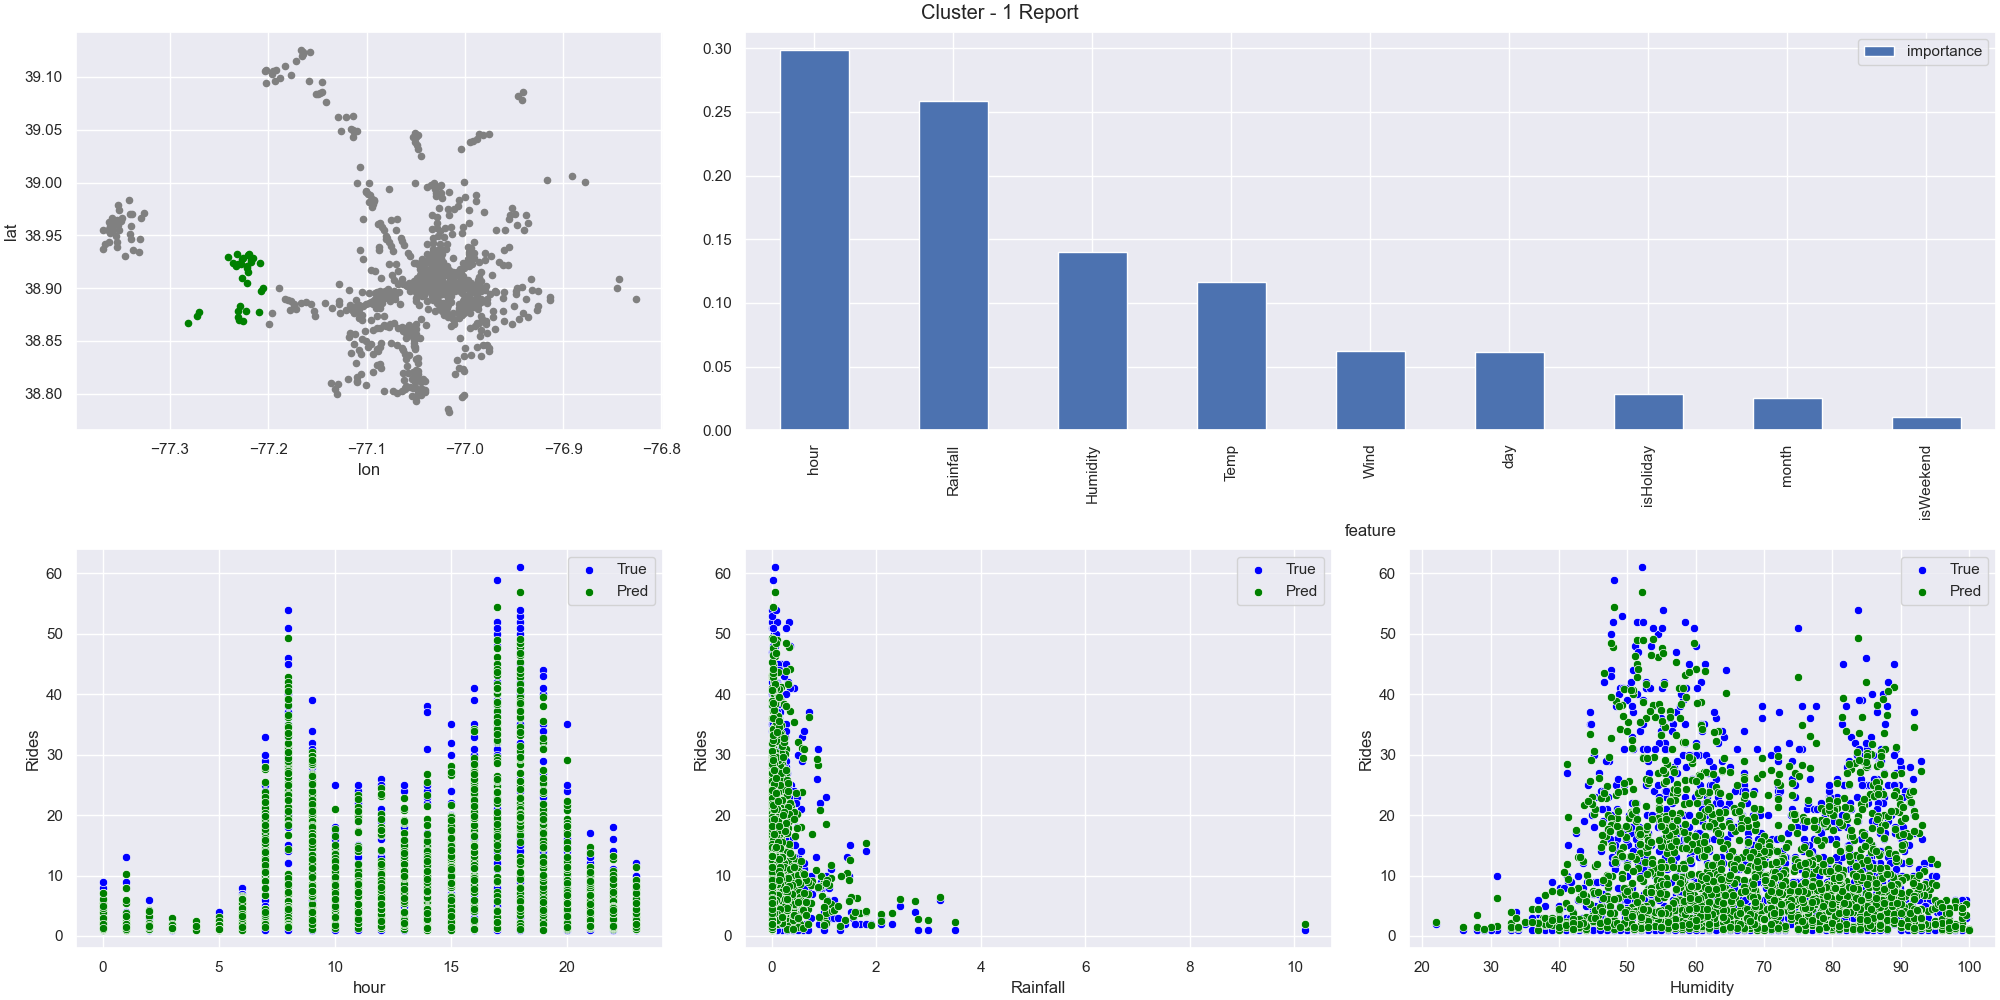 Cluster - 1 Report
39.10
39.05
39.00
38.95
38.90
38.85
38.80
lat
−77.3 −77.2 −77.1 −77.0 −76.9 −76.8
lon
0.30
0.25
0.20
0.15
0.10
0.05
0.00
importance
hour Rainfall Humidity Temp Wind day isHoliday month isWeekend
feature
60
50
40
30
20
10
0
Rides
True
Pred
0 5 10 15 20
hour
60
50
40
30
20
10
0
Rides
True
Pred
0 2 4 6 8 10
Rainfall
60
50
40
30
20
10
0
Rides
True
Pred
20 30 40 50 60 70 80 90 100
Humidity